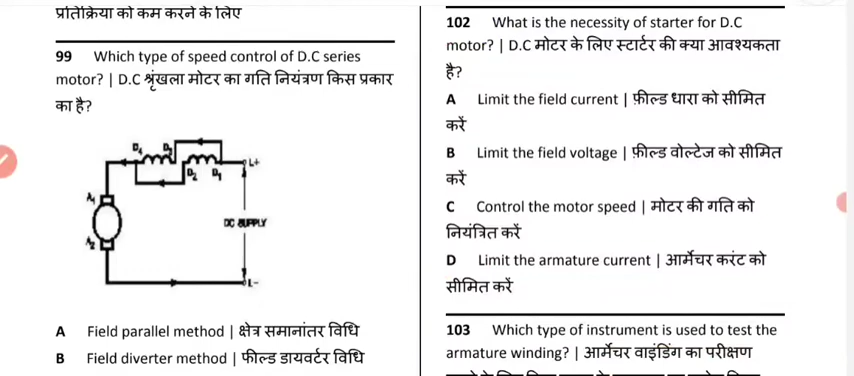 प्रतिक्रिया को कम करने के लिए
99 Which type of speed control of D.C series
motor? | D.C श्रृंखला मोटर का गति नियंत्रण किस प्रकार
का है?
D4 D3
D2 D1
L+
A1
DC SUPPLY
A2
L-
A Field parallel method | क्षेत्र समानांतर विधि
B Field diverter method | फील्ड डायवर्टर विधि
102 What is the necessity of starter for D.C
motor? | D.C मोटर के लिए स्टार्टर की क्या आवश्यकता
है?
A Limit the field current | फ़ील्ड धारा को सीमित
करें
B Limit the field voltage | फ़ील्ड वोल्टेज को सीमित
करें
C Control the motor speed | मोटर की गति को
नियंत्रित करें
D Limit the armature current | आर्मेचर करंट को
सीमित करें
103 Which type of instrument is used to test the
armature winding? | आर्मेचर वाइंडिंग का परीक्षण